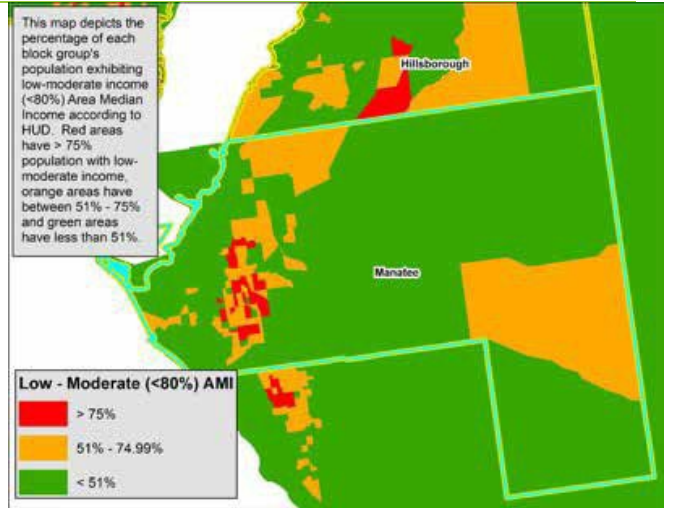 This map depicts the
percentage of each
block group's
population exhibiting
low-moderate income
(<80%) Area Median
Income according to
HUD. Red areas
have > 75%
population with low-
moderate income,
orange areas have
between 51% - 75%
and green areas
have less than 51%.
Hillsborough
Manatee
Low - Moderate (<80%) AMI
> 75%
51% - 74.99%
< 51%